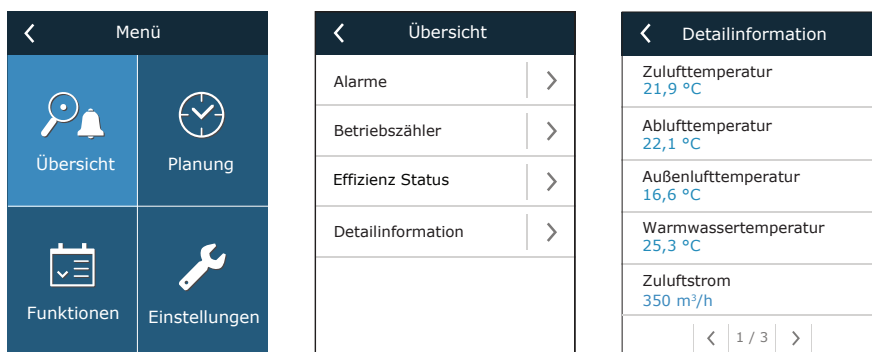 Menü
Übersicht
Planung
Funktionen
Einstellungen
Übersicht
Alarme
Betriebszähler
Effizienz Status
Detailinformation
Detailinformation
Zulufttemperatur
21,9 °C
Ablufttemperatur
22,1 °C
Außenlufttemperatur
16,6 °C
Warmwassertemperatur
25,3 °C
Zuluftstrom
350 m³/h
1 / 3